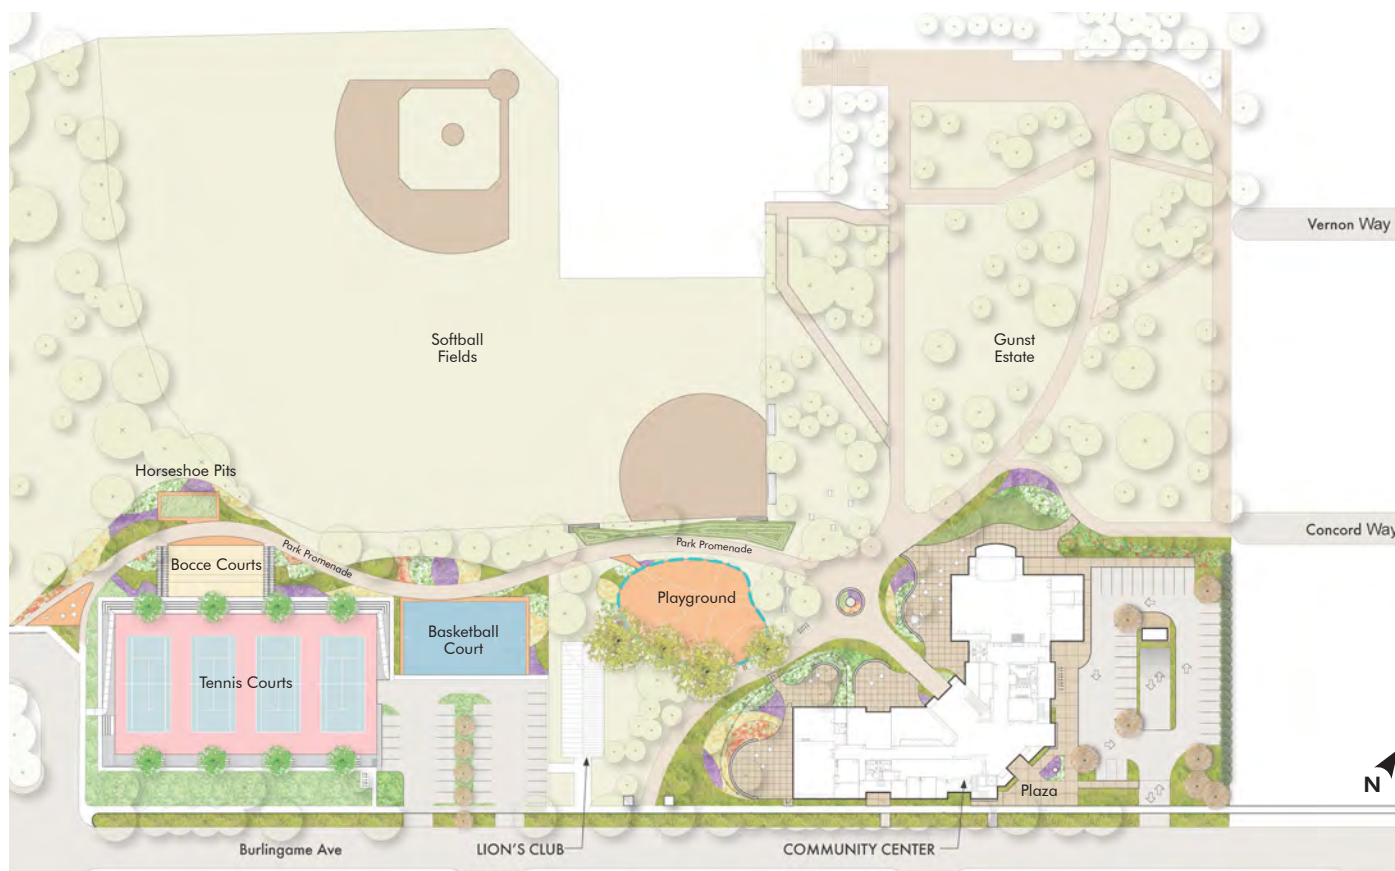 Vernon Way
Softball
Fields
Gunst
Estate
Horseshoe Pits
Concord Way
Park Promenade
Park Promenade
Bocce Courts
Playground
Basketball
Court
Tennis Courts
N
Plaza
Burlingame Ave
LION'S CLUB
COMMUNITY CENTER